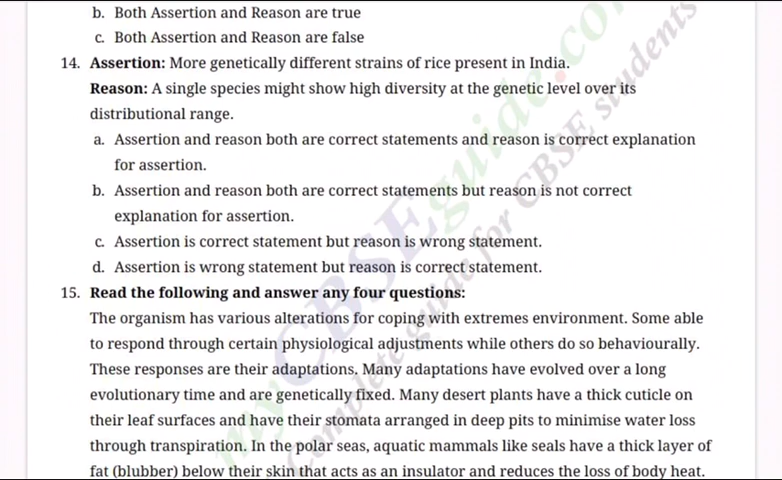 b. Both Assertion and Reason are true
c. Both Assertion and Reason are false
14. Assertion: More genetically different strains of rice present in India.
Reason: A single species might show high diversity at the genetic level over its
distributional range.
a. Assertion and reason both are correct statements and reason is correct explanation
for assertion.
b. Assertion and reason both are correct statements but reason is not correct
explanation for assertion.
c. Assertion is correct statement but reason is wrong statement.
d. Assertion is wrong statement but reason is correct statement.
15. Read the following and answer any four questions:
The organism has various alterations for coping with extremes environment. Some able
to respond through certain physiological adjustments while others do so behaviourally.
These responses are their adaptations. Many adaptations have evolved over a long
evolutionary time and are genetically fixed. Many desert plants have a thick cuticle on
their leaf surfaces and have their stomata arranged in deep pits to minimise water loss
through transpiration. In the polar seas, aquatic mammals like seals have a thick layer of
fat (blubber) below their skin that acts as an insulator and reduces the loss of body heat.
myCBSEguide.co
Complete guide for CBSE students